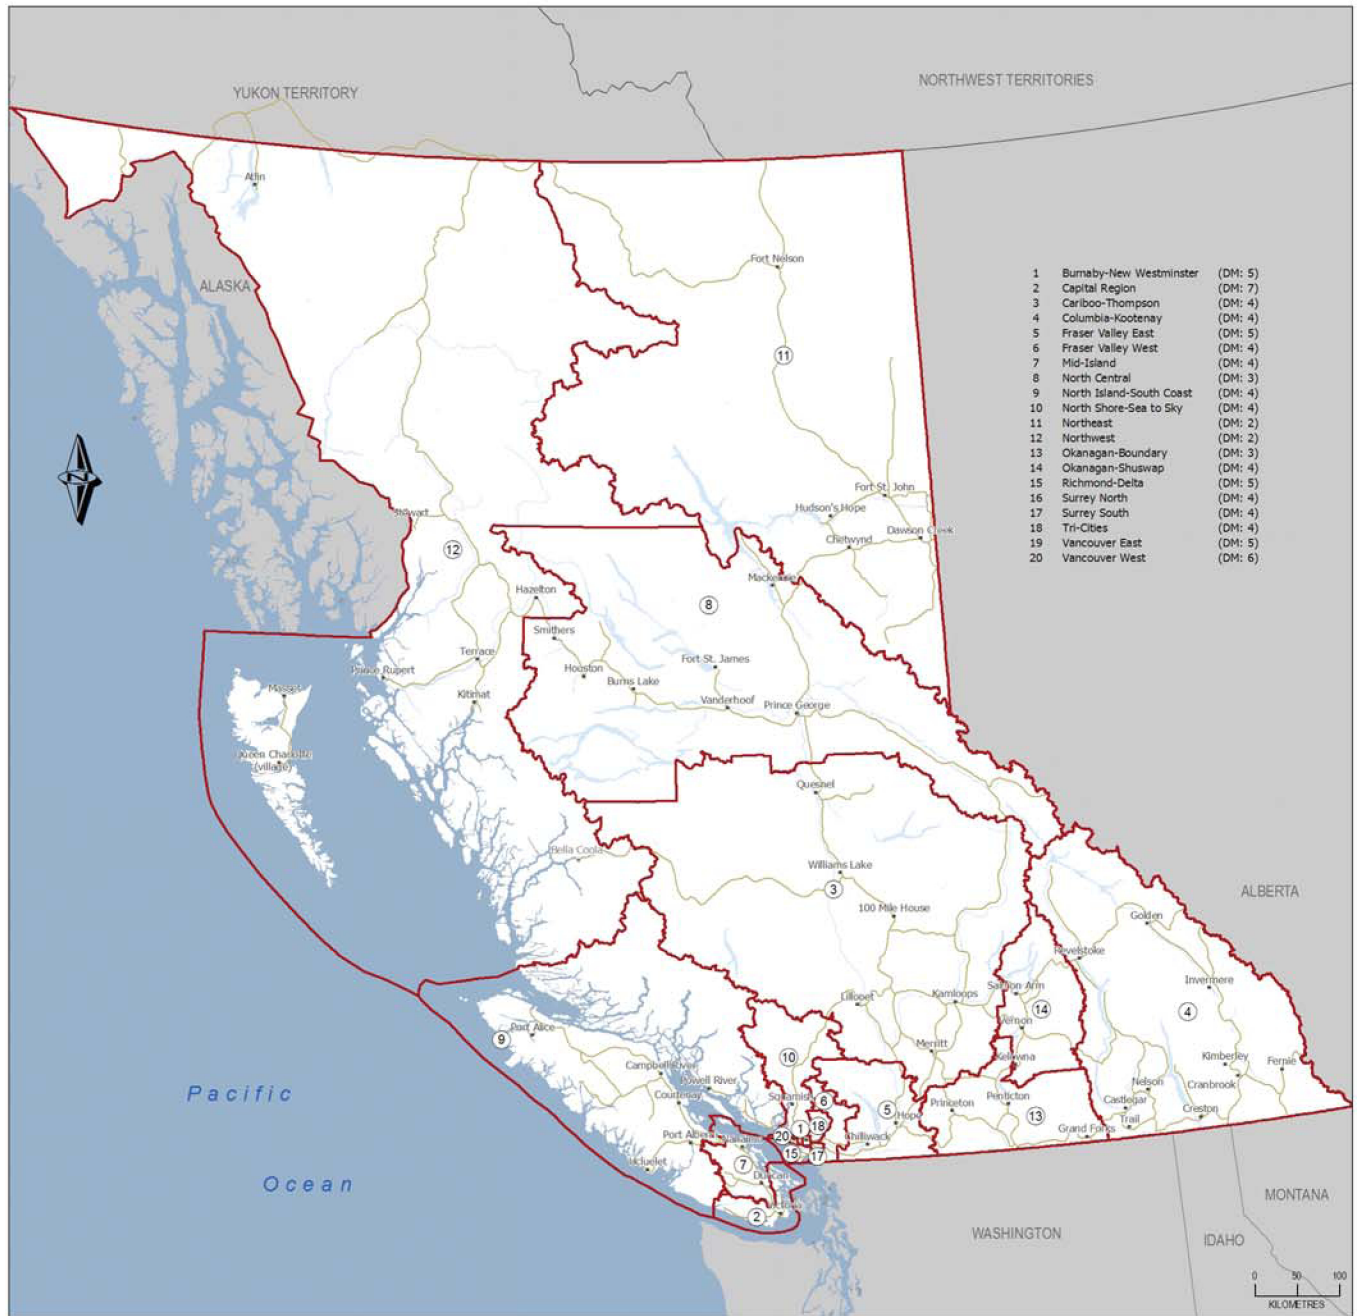 YUKON TERRITORY
NORTHWEST TERRITORIES
Atlin
Fort Nelson
ALASKA
1 Burnaby-New Westminster (DM: 5)
2 Capital Region (DM: 7)
3 Cariboo-Thompson (DM: 4)
4 Columbia-Kootenay (DM: 4)
5 Fraser Valley East (DM: 5)
6 Fraser Valley West (DM: 4)
7 Mid-Island (DM: 4)
8 North Central (DM: 3)
9 North Island-South Coast (DM: 4)
10 North Shore-Sea to Sky (DM: 4)
11 Northeast (DM: 2)
12 Northwest (DM: 2)
13 Okanagan-Boundary (DM: 3)
14 Okanagan-Shuswap (DM: 4)
15 Richmond-Delta (DM: 5)
16 Surrey North (DM: 4)
17 Surrey South (DM: 4)
18 Tri-Cities (DM: 4)
19 Vancouver East (DM: 5)
20 Vancouver West (DM: 6)
11
N
Fort St. John
Hudson's Hope
Stewart
Dawson Creek
Chetwynd
12
Mackenzie
Hazelton
8
Smithers
Terrace
Fort St. James
Prince Rupert
Houston
Burns Lake
Masset
Kitimat
Vanderhoof
Prince George
Queen Charlotte
(village)
Quesnel
Bella Coola
Williams Lake
3
ALBERTA
100 Mile House
Golden
Revelstoke
Invermere
Salmon Arm
Lillooet
Kamloops
14
4
Port Alice
Vernon
9
Merritt
10
Kelowna
Kimberley
Fernie
Campbell River
Powell River
Nelson
Cranbrook
Pacific
Courtenay
Squamish
6
Princeton
Penticton
Castlegar
5
Hope
13
Creston
Trail
1
18
Grand Forks
Port Alberni
20
Chilliwack
Nanaimo
15
17
Ucluelet
7
Duncan
Ocean
MONTANA
Victoria
2
WASHINGTON
IDAHO
0 50 100
KILOMETRES